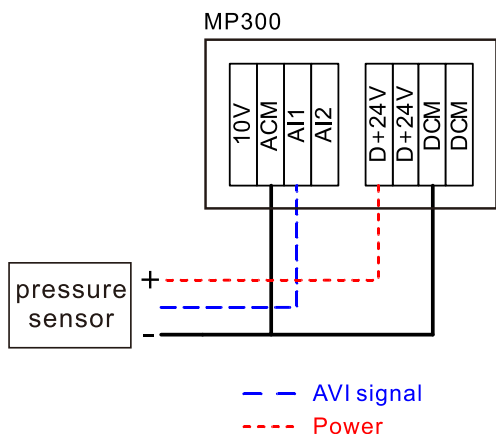 MP300
10V
ACM
AI1
AI2
D+24V
D+24V
DCM
DCM
pressure
sensor
+
-
AVI signal
Power